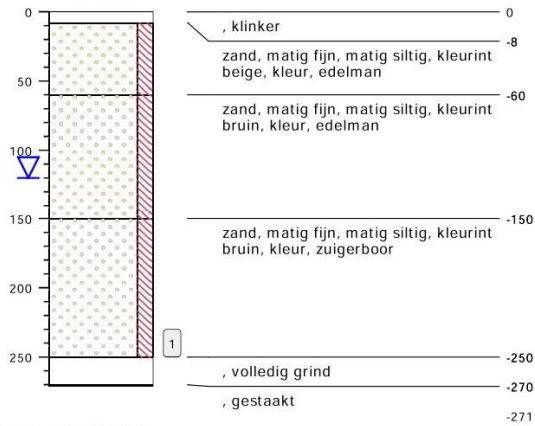 0
, klinker
0
-8
zand, matig fijn, matig siltig, kleurint
beige, kleur, edelman
50
-60
zand, matig fijn, matig siltig, kleurint
bruin, kleur, edelman
100
150
-150
zand, matig fijn, matig siltig, kleurint
bruin, kleur, zuigerboor
200
1
250
-250
, volledig grind
-270
, gestaakt
-271